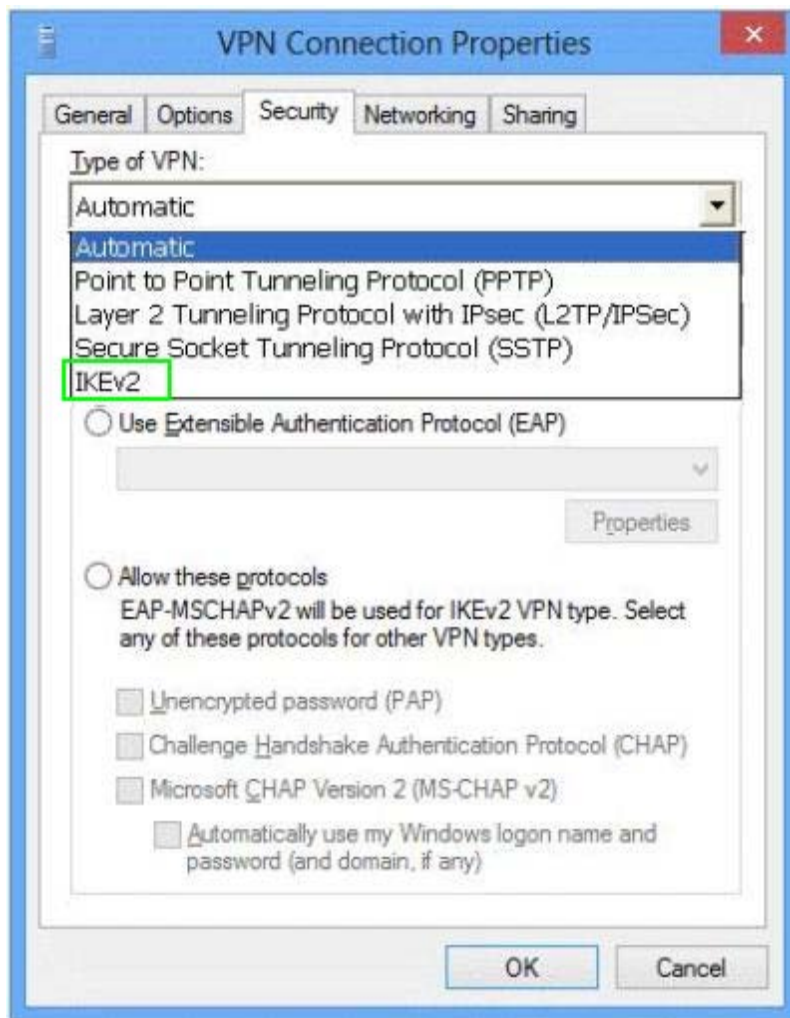 VPN Connection Properties
General Options Security Networking Sharing
Type of VPN:
Automatic
Automatic
Point to Point Tunneling Protocol (PPTP)
Layer 2 Tunneling Protocol with IPsec (L2TP/IPSec)
Secure Socket Tunneling Protocol (SSTP)
IKEv2
Use Extensible Authentication Protocol (EAP)
Properties
Allow these protocols
EAP-MSCHAPv2 will be used for IKEv2 VPN type. Select
any of these protocols for other VPN types.
Unencrypted password (PAP)
Challenge Handshake Authentication Protocol (CHAP)
Microsoft CHAP Version 2 (MS-CHAP v2)
Automatically use my Windows logon name and
password (and domain, if any)
OK Cancel